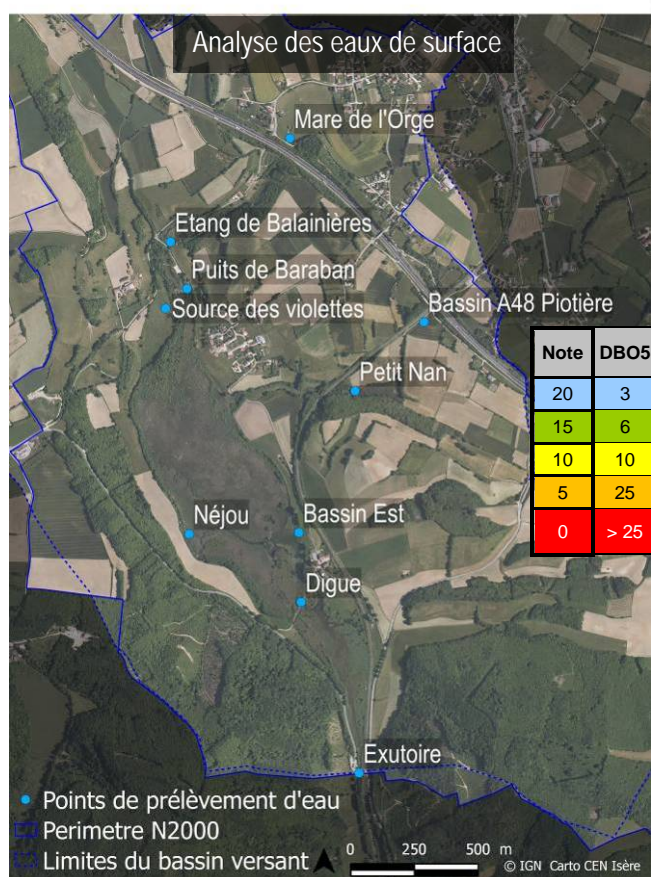 Analyse des eaux de surface
Mare de l'Orge
Etang de Balainières
Puits de Baraban
Source des violettes
Bassin A48 Piotière
Note DBO5
20 3
15 6
10 10
5 25
0 > 25
Petit Nan
Néjou
Bassin Est
Digue
Exutoire
Points de prélèvement d'eau
Perimetre N2000
Limites du bassin versant
0 250 500 m
© IGN Carto CEN Isère